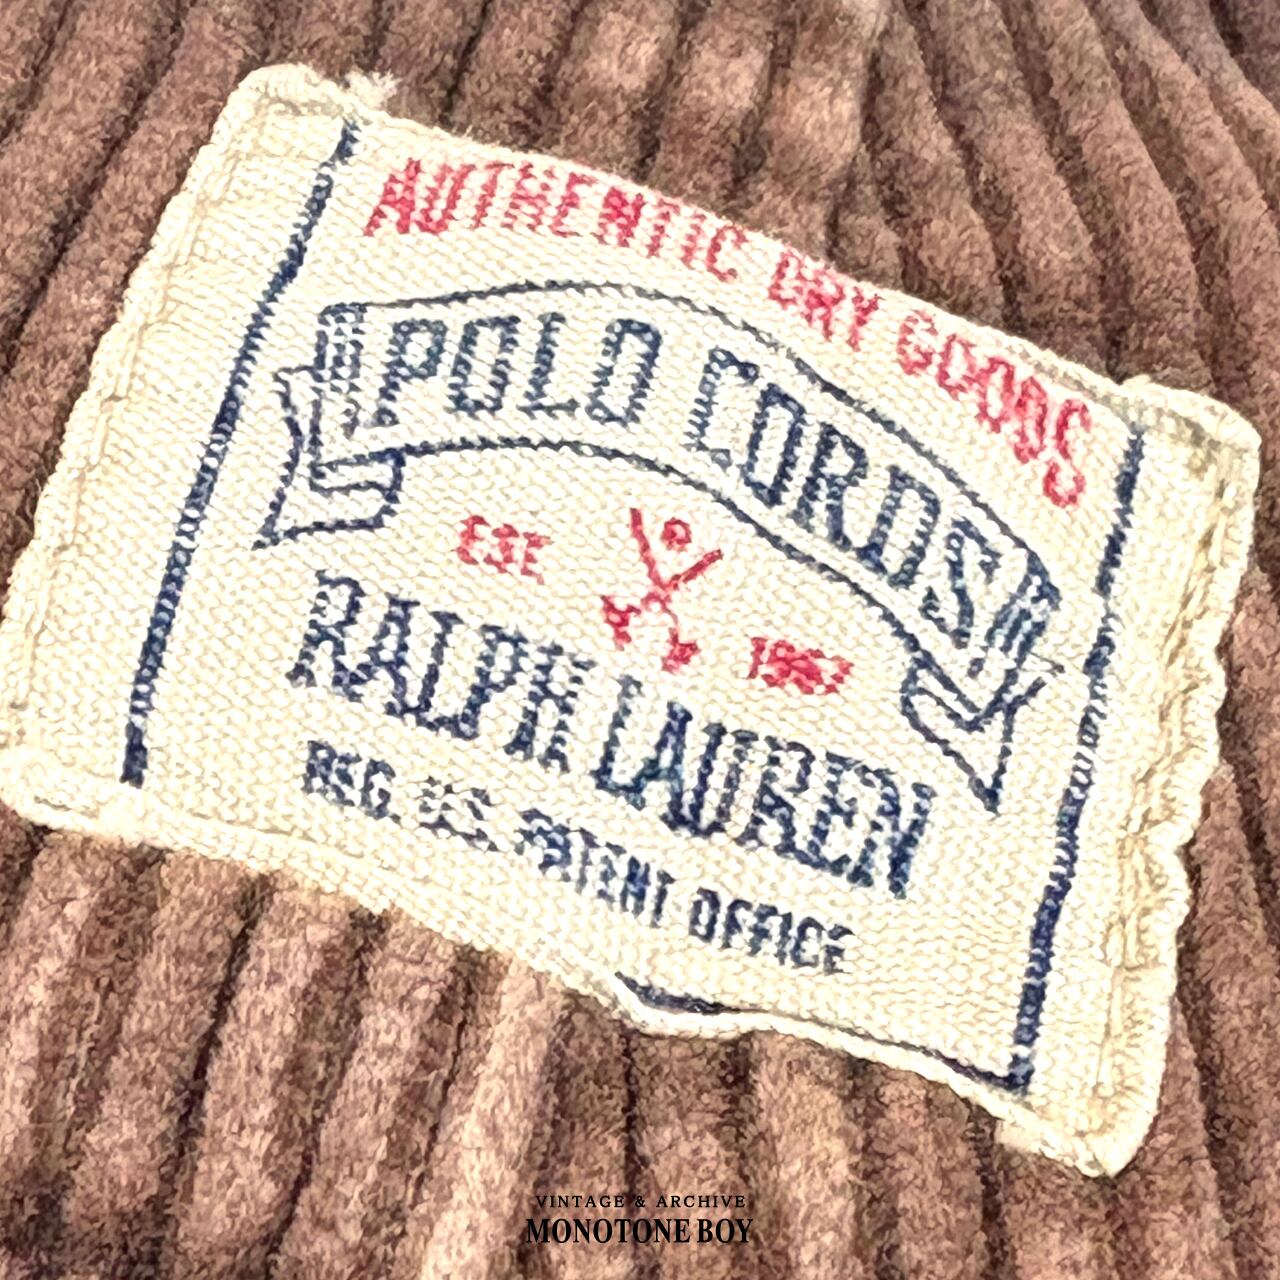 AUTHENTIC DRY GOODS
POLO CORDS
EST 1967
RALPH LAUREN
REG. U.S. PATENT OFFICE
VINTAGE & ARCHIVE
MONOTONE BOY